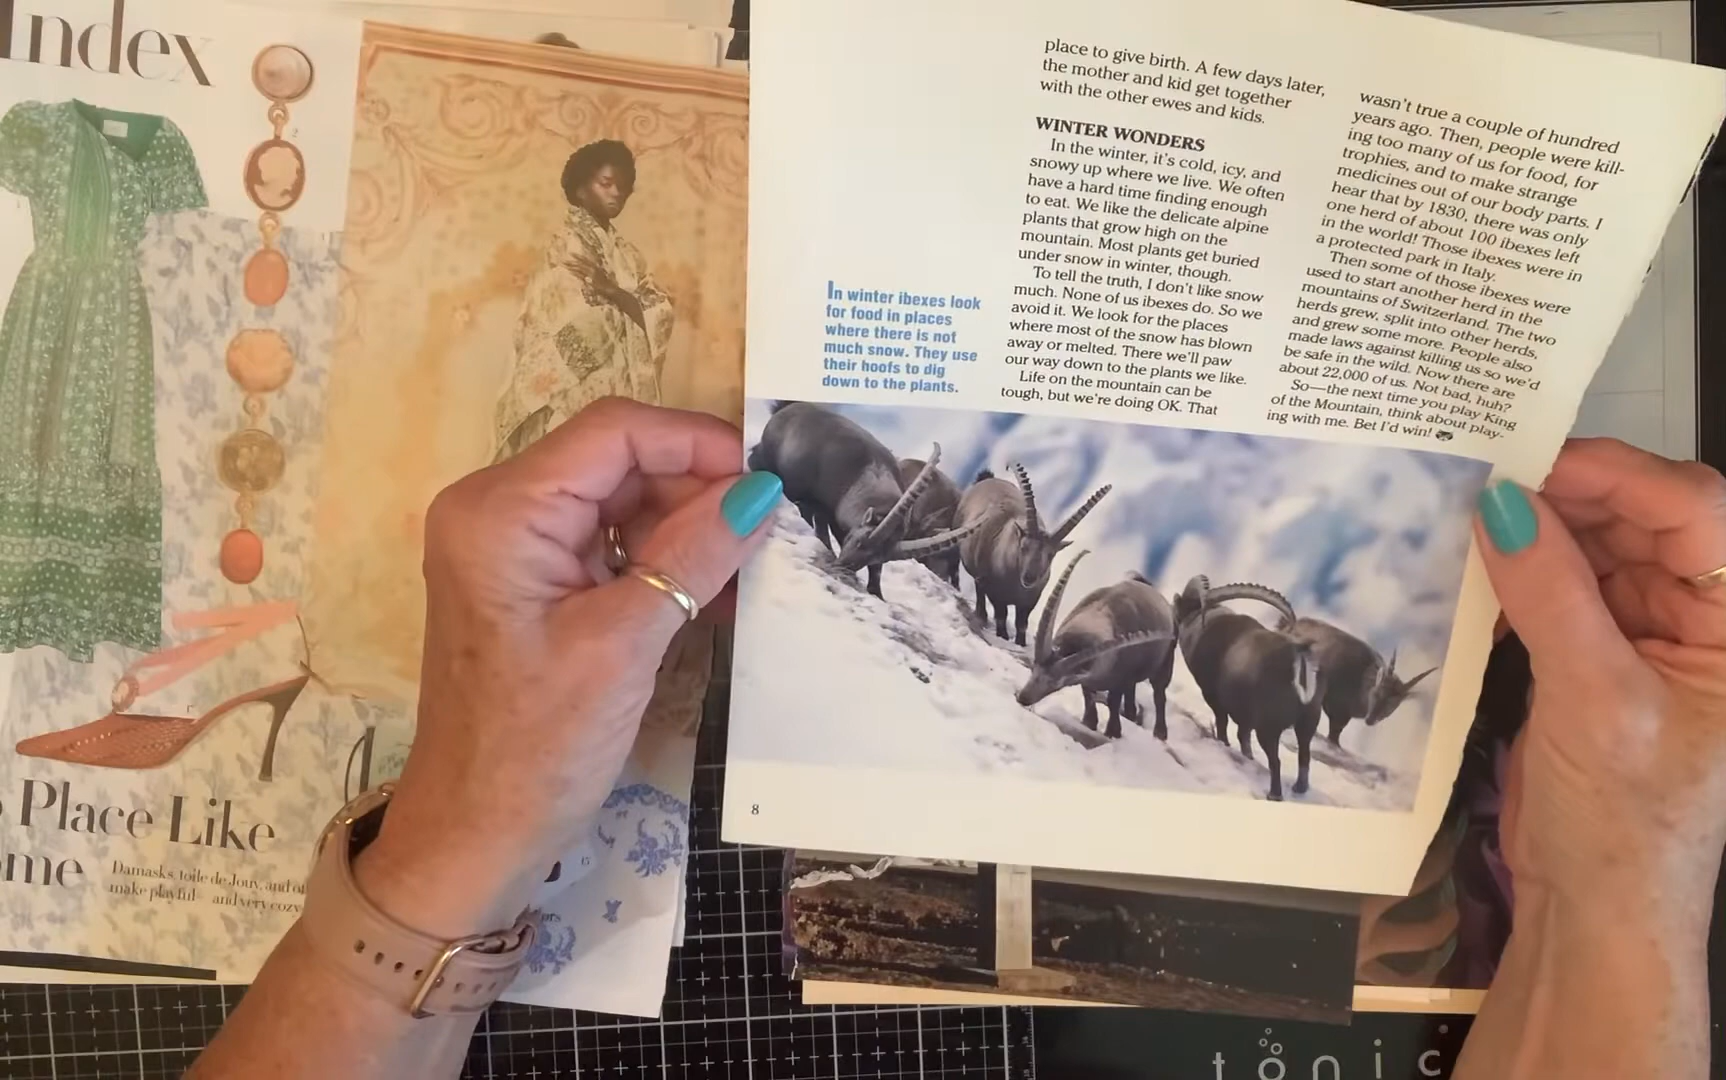 Index
2
1
Place Like
me
Damasks, toile de Jouy, and ot
make playful— and very cozy
15
ors
place to give birth. A few days later,
the mother and kid get together
with the other ewes and kids.
WINTER WONDERS
In the winter, it's cold, icy, and
snowy up where we live. We often
have a hard time finding enough
to eat. We like the delicate alpine
plants that grow high on the
mountain. Most plants get buried
under snow in winter, though.
To tell the truth, I don't like snow
much. None of us ibexes do. So we
avoid it. We look for the places
where most of the snow has blown
away or melted. There we'll paw
our way down to the plants we like.
Life on the mountain can be
tough, but we're doing OK. That
wasn't true a couple of hundred
years ago. Then, people were kill-
ing too many of us for food, for
trophies, and to make strange
medicines out of our body parts. I
hear that by 1830, there was only
one herd of about 100 ibexes left
in the world! Those ibexes were in
a protected park in Italy.
Then some of those ibexes were
used to start another herd in the
mountains of Switzerland. The two
herds grew, split into other herds,
and grew some more. People also
made laws against killing us so we'd
be safe in the wild. Now there are
about 22,000 of us. Not bad, huh?
So—the next time you play King
of the Mountain, think about play-
ing with me. Bet I'd win!
In winter ibexes look
for food in places
where there is not
much snow. They use
their hoofs to dig
down to the plants.
8
tonic